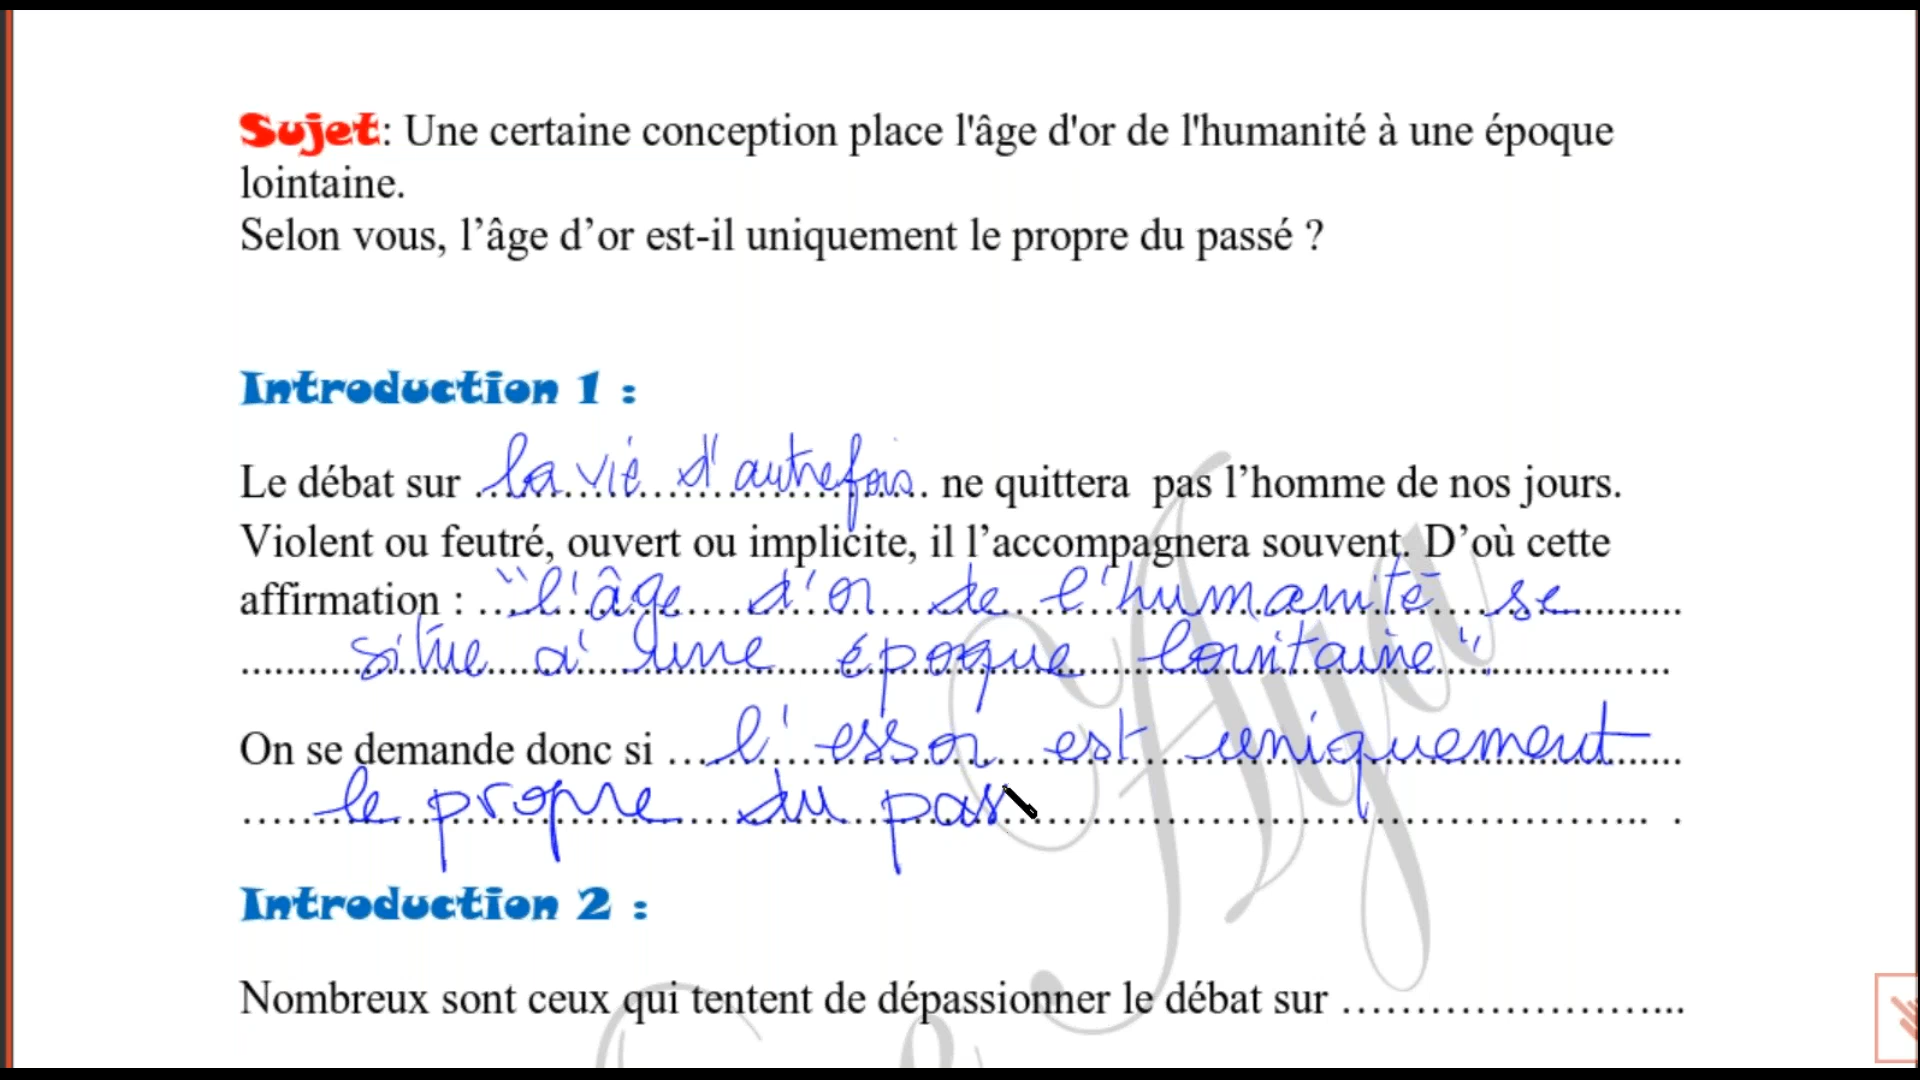 Sujet: Une certaine conception place l'âge d'or de l'humanité à une époque
lointaine.
Selon vous, l’âge d’or est-il uniquement le propre du passé ?
Introduction 1 :
Le débat sur ...la vie d'autrefois... ne quittera pas l’homme de nos jours.
Violent ou feutré, ouvert ou implicite, il l’accompagnera souvent. D’où cette
affirmation : ..."l'âge d'or de l'humanité se...
...situe à une époque lointaine"...
On se demande donc si ...l'essor est uniquement...
...le propre du pas... .
Introduction 2 :
Nombreux sont ceux qui tentent de dépassionner le débat sur ...
Aya